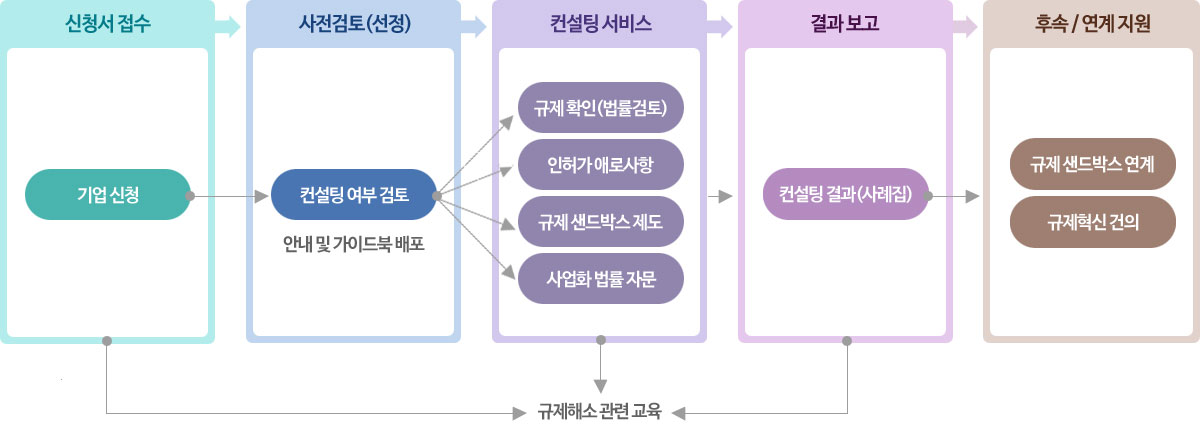 신청서 접수
사전검토(선정)
컨설팅 서비스
결과 보고
후속 / 연계 지원
기업 신청
컨설팅 여부 검토
안내 및 가이드북 배포
규제 확인(법률검토)
인허가 애로사항
규제 샌드박스 제도
사업화 법률 자문
컨설팅 결과(사례집)
규제 샌드박스 연계
규제혁신 건의
규제해소 관련 교육